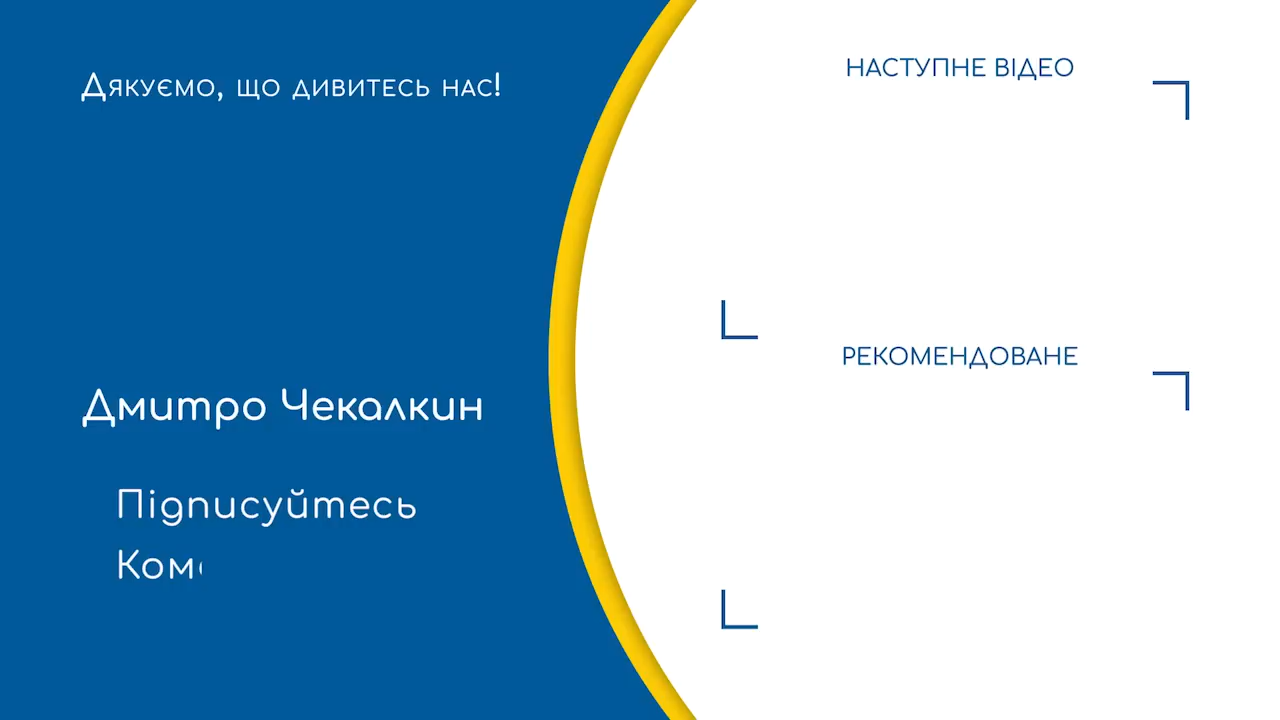 Дякуємо, що дивитесь нас!
Дмитро Чекалкин
Підписуйтесь
НАСТУПНЕ ВІДЕО
РЕКОМЕНДОВАНЕ